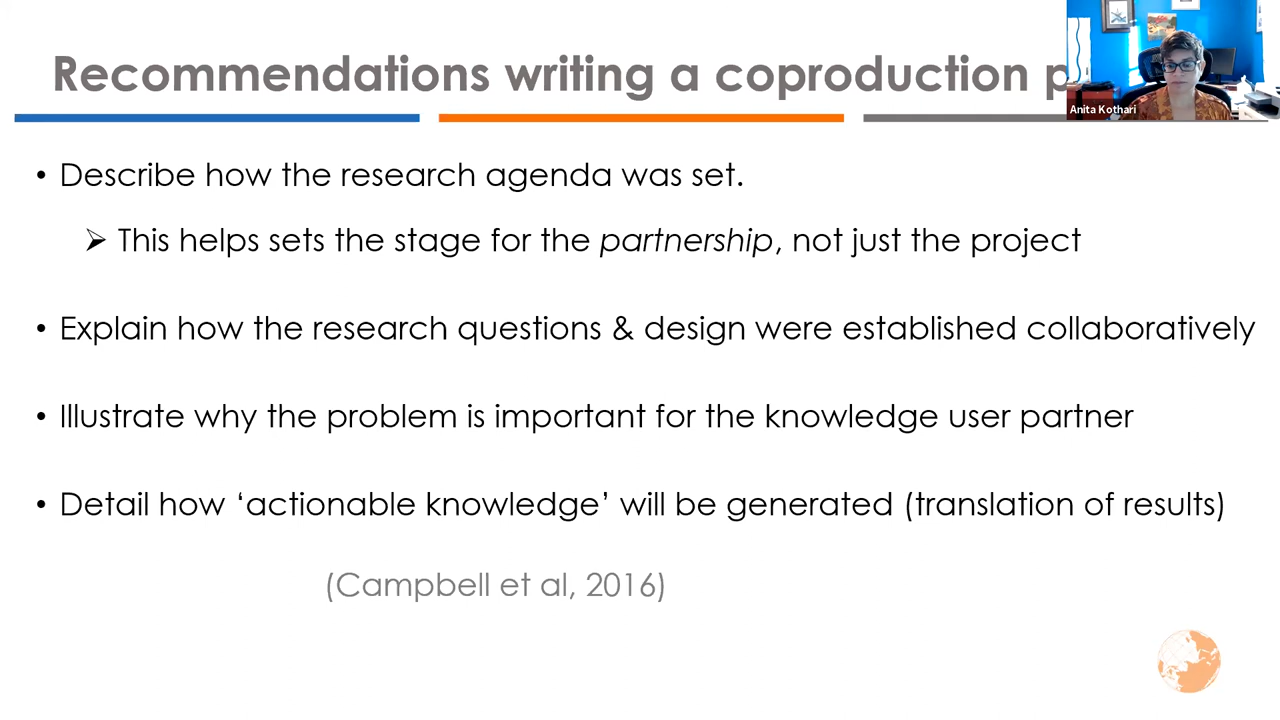 Recommendations writing a coproduction p
Anita Kothari
• Describe how the research agenda was set.
➢ This helps sets the stage for the partnership, not just the project
• Explain how the research questions & design were established collaboratively
• Illustrate why the problem is important for the knowledge user partner
• Detail how ‘actionable knowledge’ will be generated (translation of results)
(Campbell et al, 2016)